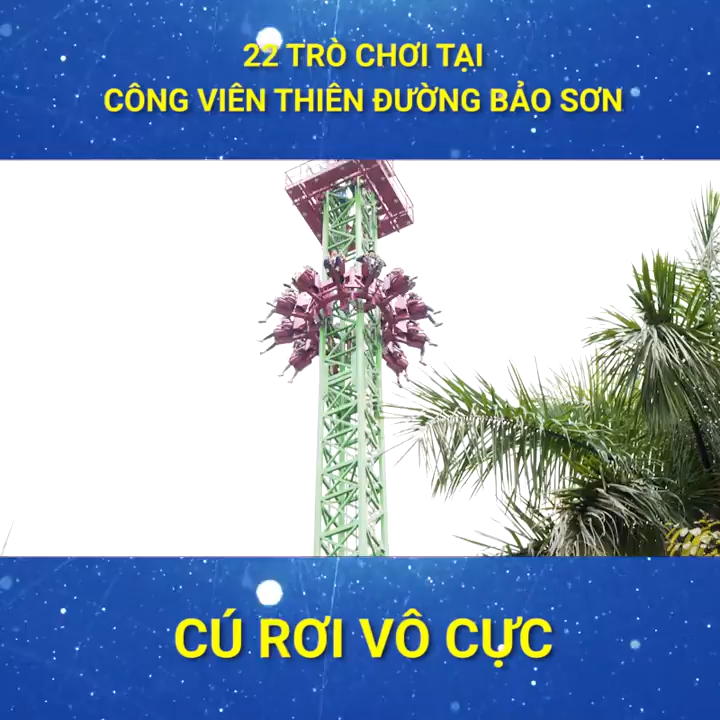 22 TRÒ CHƠI TẠI
CÔNG VIÊN THIÊN ĐƯỜNG BẢO SƠN
CÚ RƠI VÔ CỰC